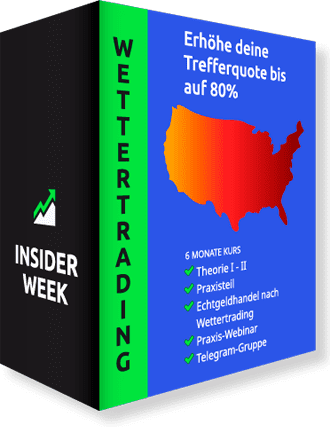 INSIDER
WEEK
WETTERTRADING
Erhöhe deine
Trefferquote bis
auf 80%
6 MONATE KURS
Theorie I - II
Praxisteil
Echtgeldhandel nach
Wettertrading
Praxis-Webinar
Telegram-Gruppe